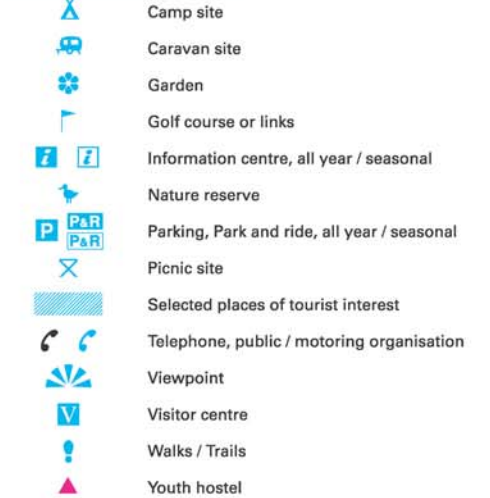 Camp site
Caravan site
Garden
Golf course or links
i i Information centre, all year / seasonal
Nature reserve
P P&R P&R Parking, Park and ride, all year / seasonal
Picnic site
Selected places of tourist interest
Telephone, public / motoring organisation
Viewpoint
V Visitor centre
Walks / Trails
Youth hostel